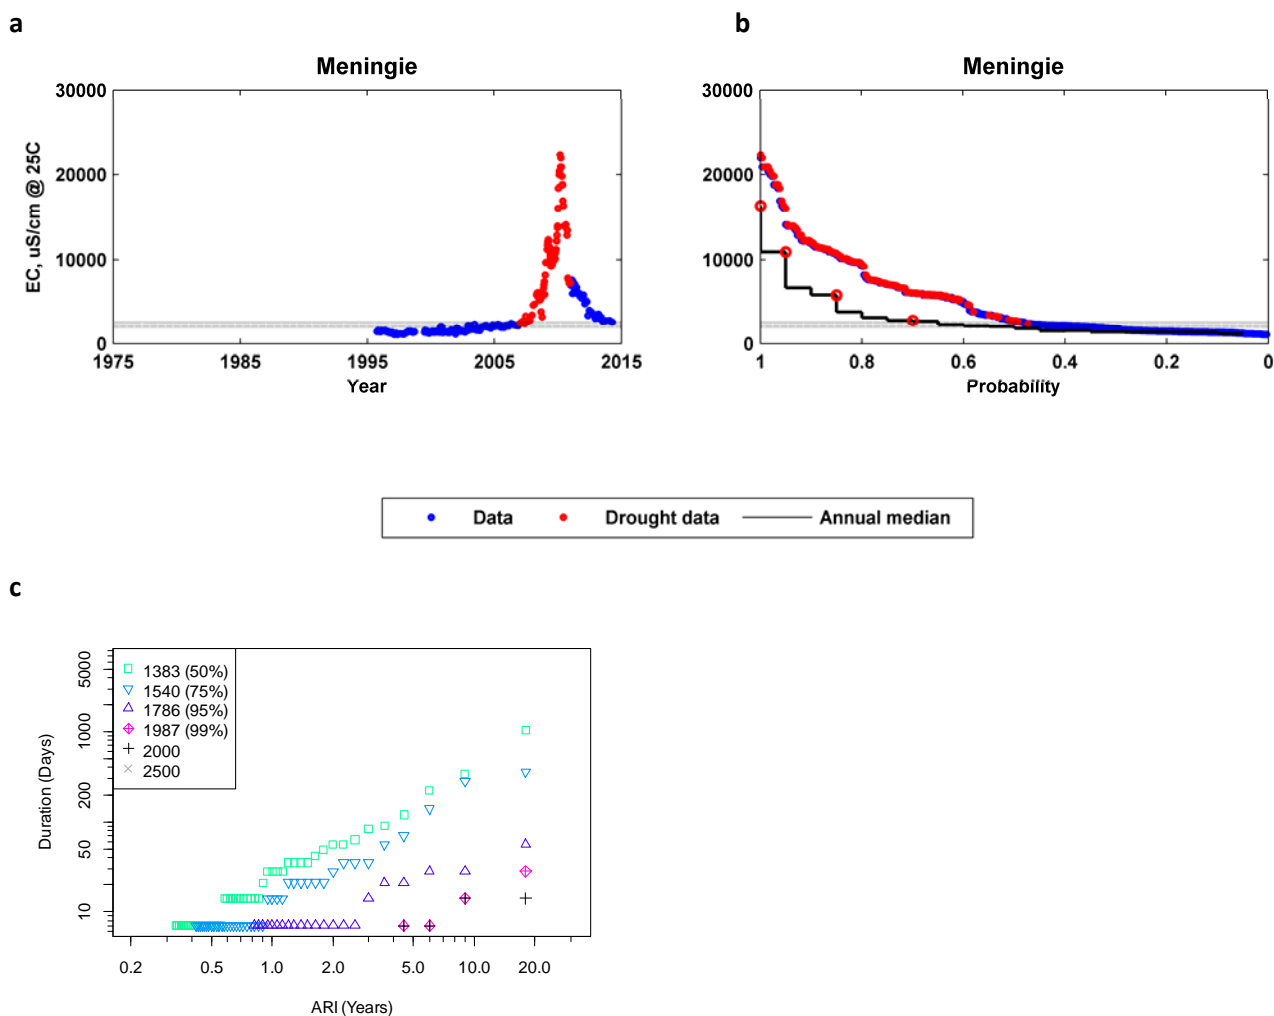 a
b
Meningie
Meningie
30000
20000
10000
0
EC, uS/cm @ 25C
1975 1985 1995 2005 2015
Year
30000
20000
10000
0
1 0.8 0.6 0.4 0.2 0
Probability
Data Drought data Annual median
c
1383 (50%)
1540 (75%)
1786 (95%)
1987 (99%)
2000
2500
5000
1000
200
50
10
Duration (Days)
0.2 0.5 1.0 2.0 5.0 10.0 20.0
ARI (Years)